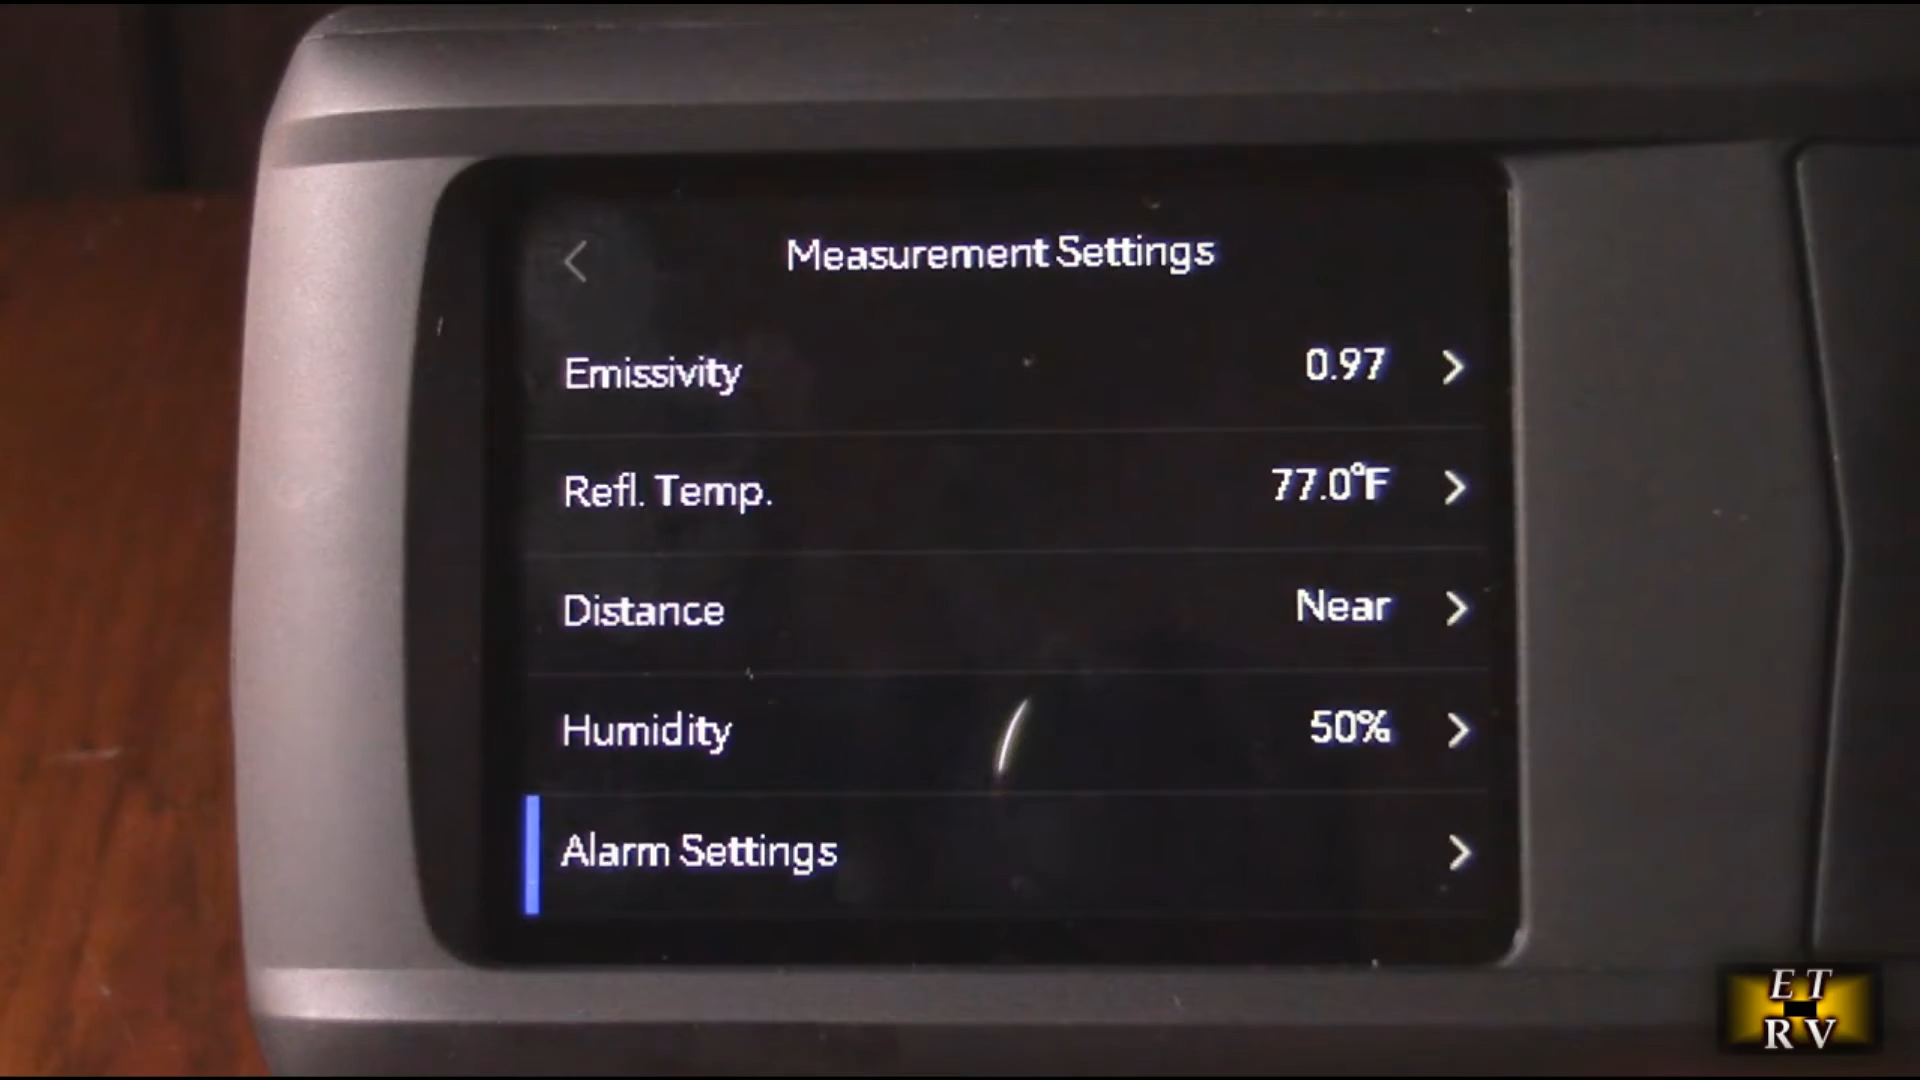 Measurement Settings
Emissivity 0.97
Refl. Temp. 77.0°F
Distance Near
Humidity 50%
Alarm Settings
ET
RV